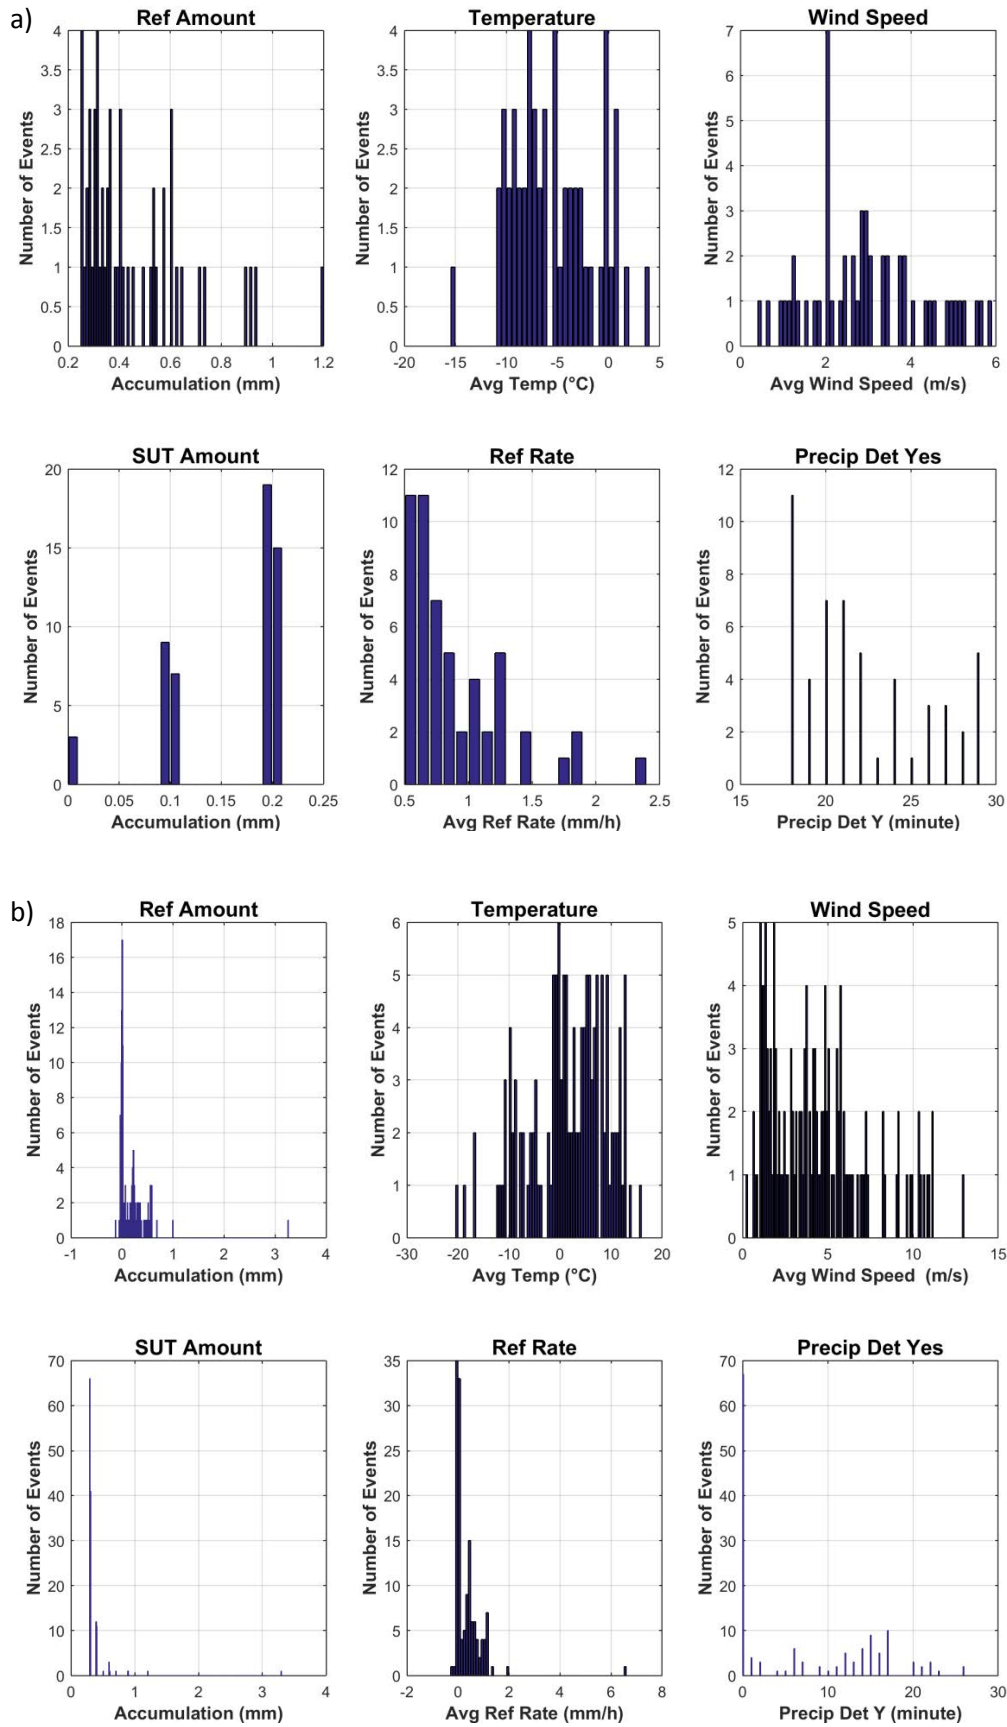 a)
Ref Amount
Number of Events
4
3.5
3
2.5
2
1.5
1
0.5
0
0.2 0.4 0.6 0.8 1 1.2
Accumulation (mm)
Temperature
Number of Events
4
3.5
3
2.5
2
1.5
1
0.5
0
-20 -15 -10 -5 0 5
Avg Temp (°C)
Wind Speed
Number of Events
7
6
5
4
3
2
1
0
0 2 4 6
Avg Wind Speed (m/s)
SUT Amount
Number of Events
20
15
10
5
0
0 0.05 0.1 0.15 0.2 0.25
Accumulation (mm)
Ref Rate
Number of Events
12
10
8
6
4
2
0
0.5 1 1.5 2 2.5
Avg Ref Rate (mm/h)
Precip Det Yes
Number of Events
12
10
8
6
4
2
0
15 20 25 30
Precip Det Y (minute)
b)
Ref Amount
Number of Events
18
16
14
12
10
8
6
4
2
0
-1 0 1 2 3 4
Accumulation (mm)
Temperature
Number of Events
6
5
4
3
2
1
0
-30 -20 -10 0 10 20
Avg Temp (°C)
Wind Speed
Number of Events
5
4
3
2
1
0
0 5 10 15
Avg Wind Speed (m/s)
SUT Amount
Number of Events
70
60
50
40
30
20
10
0
0 1 2 3 4
Accumulation (mm)
Ref Rate
Number of Events
35
30
25
20
15
10
5
0
-2 0 2 4 6 8
Avg Ref Rate (mm/h)
Precip Det Yes
Number of Events
70
60
50
40
30
20
10
0
0 10 20 30
Precip Det Y (minute)